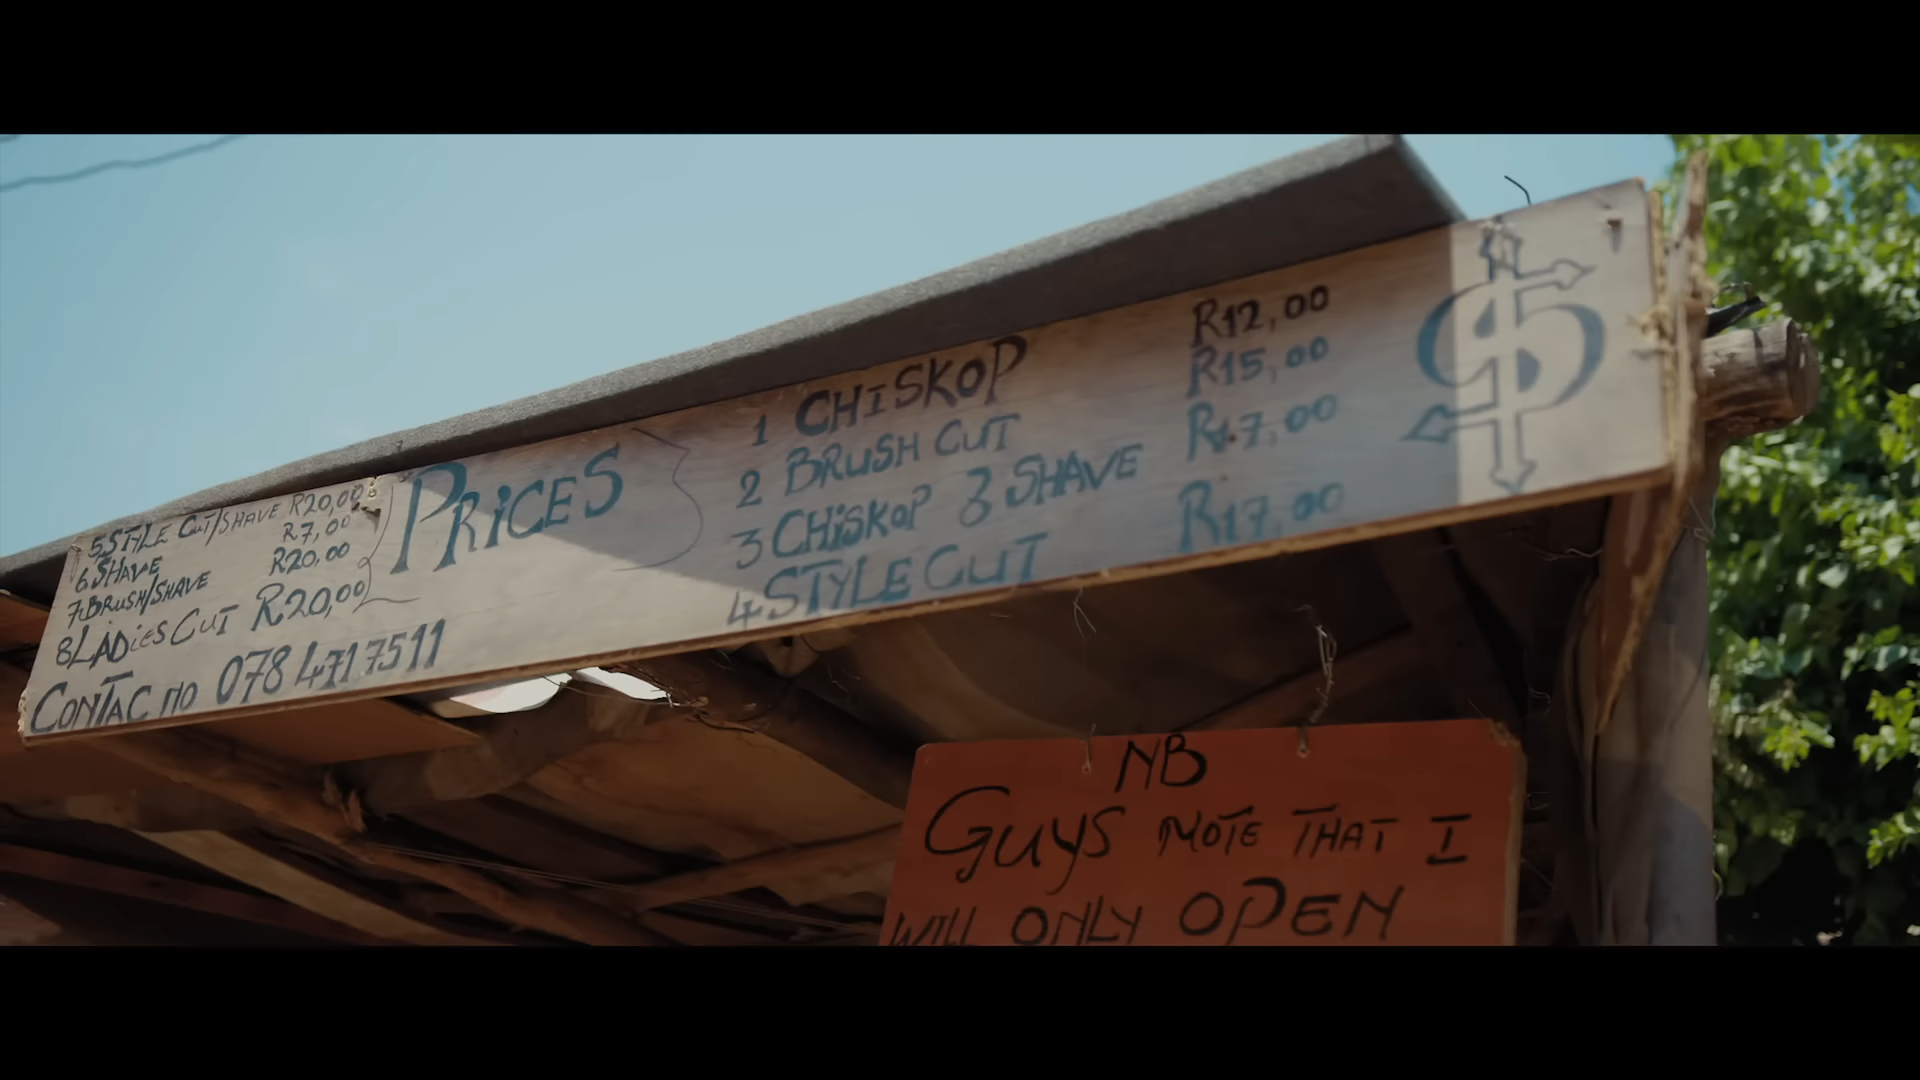 5 STYLE CUT/SHAVE R20,00
6 SHAVE R7,00
7 BRUSH/SHAVE R20,00
8 LADIES CUT R20,00
CONTAC no 078 4717511
PRICES
1 CHISKOP R12,00
2 BRUSH CUT R15,00
3 CHISKOP & SHAVE R17,00
4 STYLE CUT R17,00
NB
GUYS NOTE THAT I
WILL ONLY OPEN